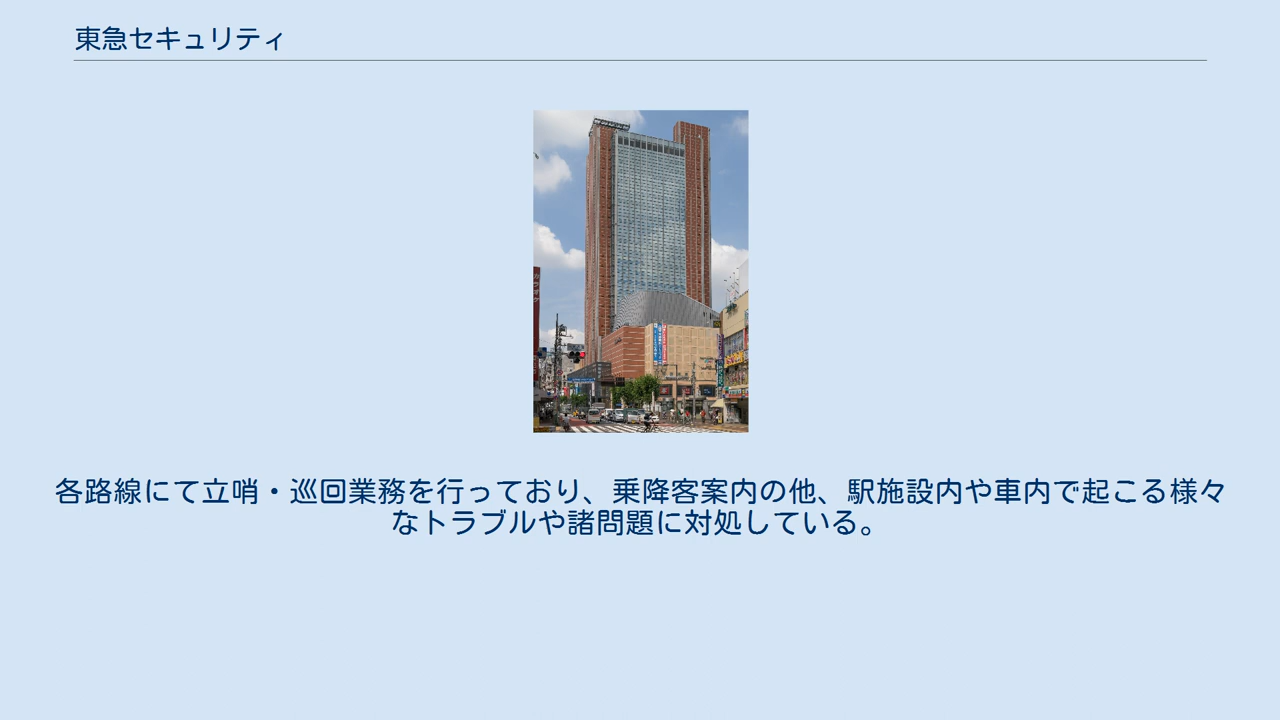 東急セキュリティ
各路線にて立哨・巡回業務を行っており、乗降客案内の他、駅施設内や車内で起こる様々
なトラブルや諸問題に対処している。